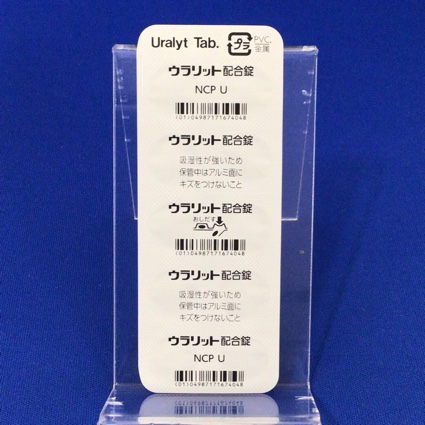 Uralyt Tab.
プラ
PVC,
金属
ウラリット配合錠
NCP U
(01)04987171674048
ウラリット配合錠
吸湿性が強いため
保管中はアルミ面に
キズをつけないこと
ウラリット配合錠
おしだす
(01)04987171674048
ウラリット配合錠
吸湿性が強いため
保管中はアルミ面に
キズをつけないこと
ウラリット配合錠
NCP U
(01)04987171674048